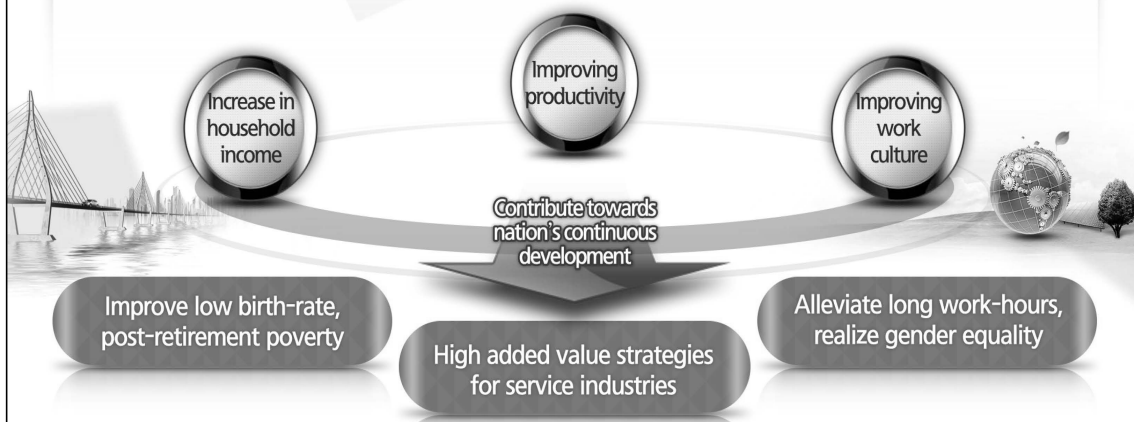 Increase in
household
income
Improving
productivity
Improving
work
culture
Contribute towards
nation's continuous
development
Improve low birth-rate,
post-retirement poverty
High added value strategies
for service industries
Alleviate long work-hours,
realize gender equality